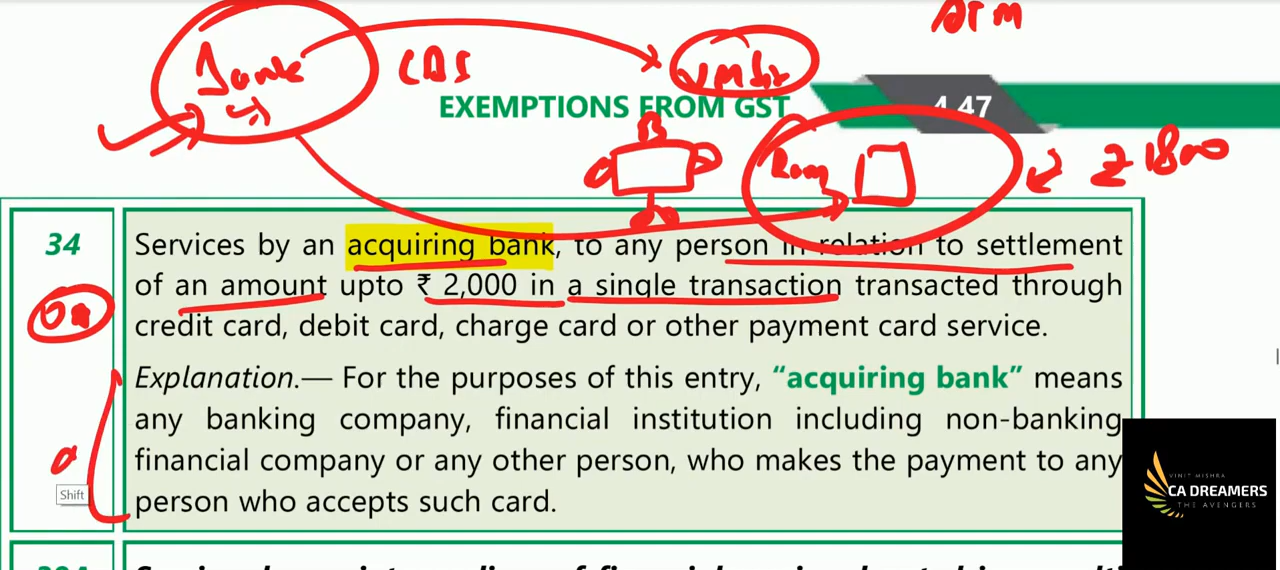 ATM
EXEMPTIONS FROM GST 4.47
₹ 1800
34
Services by an acquiring bank, to any person in relation to settlement
of an amount upto ₹ 2,000 in a single transaction transacted through
credit card, debit card, charge card or other payment card service.
Explanation.— For the purposes of this entry, “acquiring bank” means
any banking company, financial institution including non-banking
financial company or any other person, who makes the payment to any
person who accepts such card.
Shift
VINIT MISHRA
CA DREAMERS
THE AVENGERS